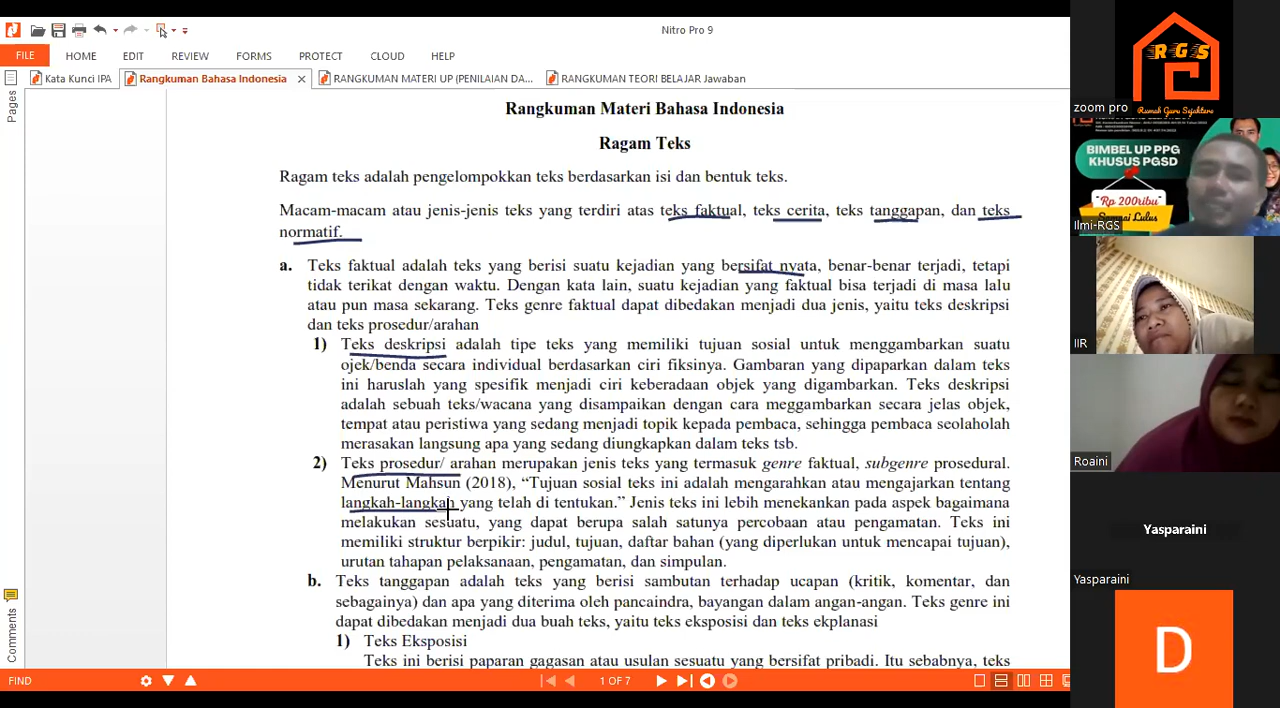 Nitro Pro 9
FILE HOME EDIT REVIEW FORMS PROTECT CLOUD HELP
Kata Kunci IPA Rangkuman Bahasa Indonesia RANGKUMAN MATERI UP (PENILAIAN DA... RANGKUMAN TEORI BELAJAR Jawaban
Pages
Comments
Rangkuman Materi Bahasa Indonesia
Ragam Teks
Ragam teks adalah pengelompokkan teks berdasarkan isi dan bentuk teks.
Macam-macam atau jenis-jenis teks yang terdiri atas teks faktual, teks cerita, teks tanggapan, dan teks
normatif.
a. Teks faktual adalah teks yang berisi suatu kejadian yang bersifat nyata, benar-benar terjadi, tetapi
tidak terikat dengan waktu. Dengan kata lain, suatu kejadian yang faktual bisa terjadi di masa lalu
atau pun masa sekarang. Teks genre faktual dapat dibedakan menjadi dua jenis, yaitu teks deskripsi
dan teks prosedur/arahan
1) Teks deskripsi adalah tipe teks yang memiliki tujuan sosial untuk menggambarkan suatu
ojek/benda secara individual berdasarkan ciri fiksinya. Gambaran yang dipaparkan dalam teks
ini haruslah yang spesifik menjadi ciri keberadaan objek yang digambarkan. Teks deskripsi
adalah sebuah teks/wacana yang disampaikan dengan cara meggambarkan secara jelas objek,
tempat atau peristiwa yang sedang menjadi topik kepada pembaca, sehingga pembaca seolaholah
merasakan langsung apa yang sedang diungkapkan dalam teks tsb.
2) Teks prosedur/ arahan merupakan jenis teks yang termasuk genre faktual, subgenre prosedural.
Menurut Mahsun (2018), “Tujuan sosial teks ini adalah mengarahkan atau mengajarkan tentang
langkah-langkah yang telah di tentukan.” Jenis teks ini lebih menekankan pada aspek bagaimana
melakukan sesuatu, yang dapat berupa salah satunya percobaan atau pengamatan. Teks ini
memiliki struktur berpikir: judul, tujuan, daftar bahan (yang diperlukan untuk mencapai tujuan),
urutan tahapan pelaksanaan, pengamatan, dan simpulan.
b. Teks tanggapan adalah teks yang berisi sambutan terhadap ucapan (kritik, komentar, dan
sebagainya) dan apa yang diterima oleh pancaindra, bayangan dalam angan-angan. Teks genre ini
dapat dibedakan menjadi dua buah teks, yaitu teks eksposisi dan teks ekplanasi
1) Teks Eksposisi
Teks ini berisi paparan gagasan atau usulan sesuatu yang bersifat pribadi. Itu sebabnya, teks
FIND
1 OF 7
RGS
Rumah Guru Sejahtera
zoom pro
BIMBEL UP PPG
KHUSUS PGSD
Rp 200ribu
Sampai Lulus
Ilmi-RGS
IIR
Roaini
Yasparaini
Yasparaini
D